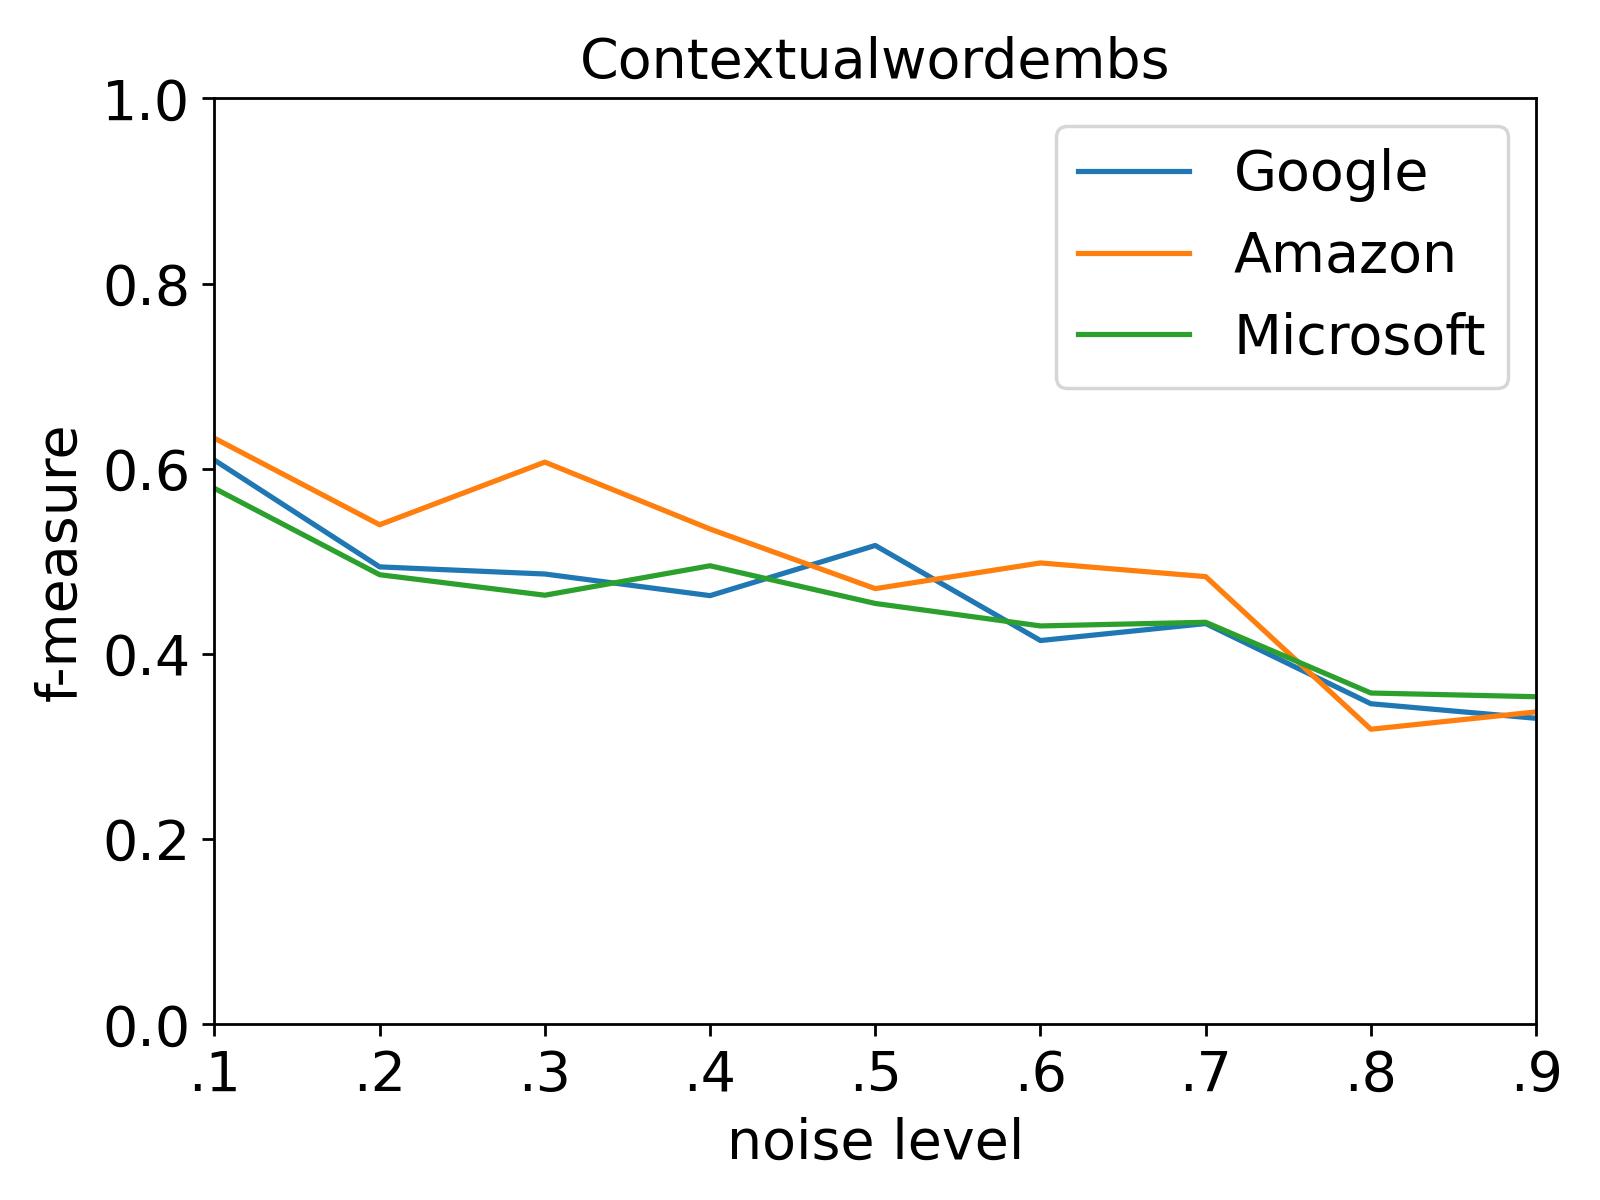 Contextualwordembs
1.0
0.8
0.6
0.4
0.2
0.0
f-measure
Google
Amazon
Microsoft
.1 .2 .3 .4 .5 .6 .7 .8 .9
noise level